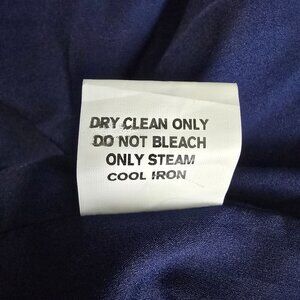 DRY CLEAN ONLY
DO NOT BLEACH
ONLY STEAM
COOL IRON